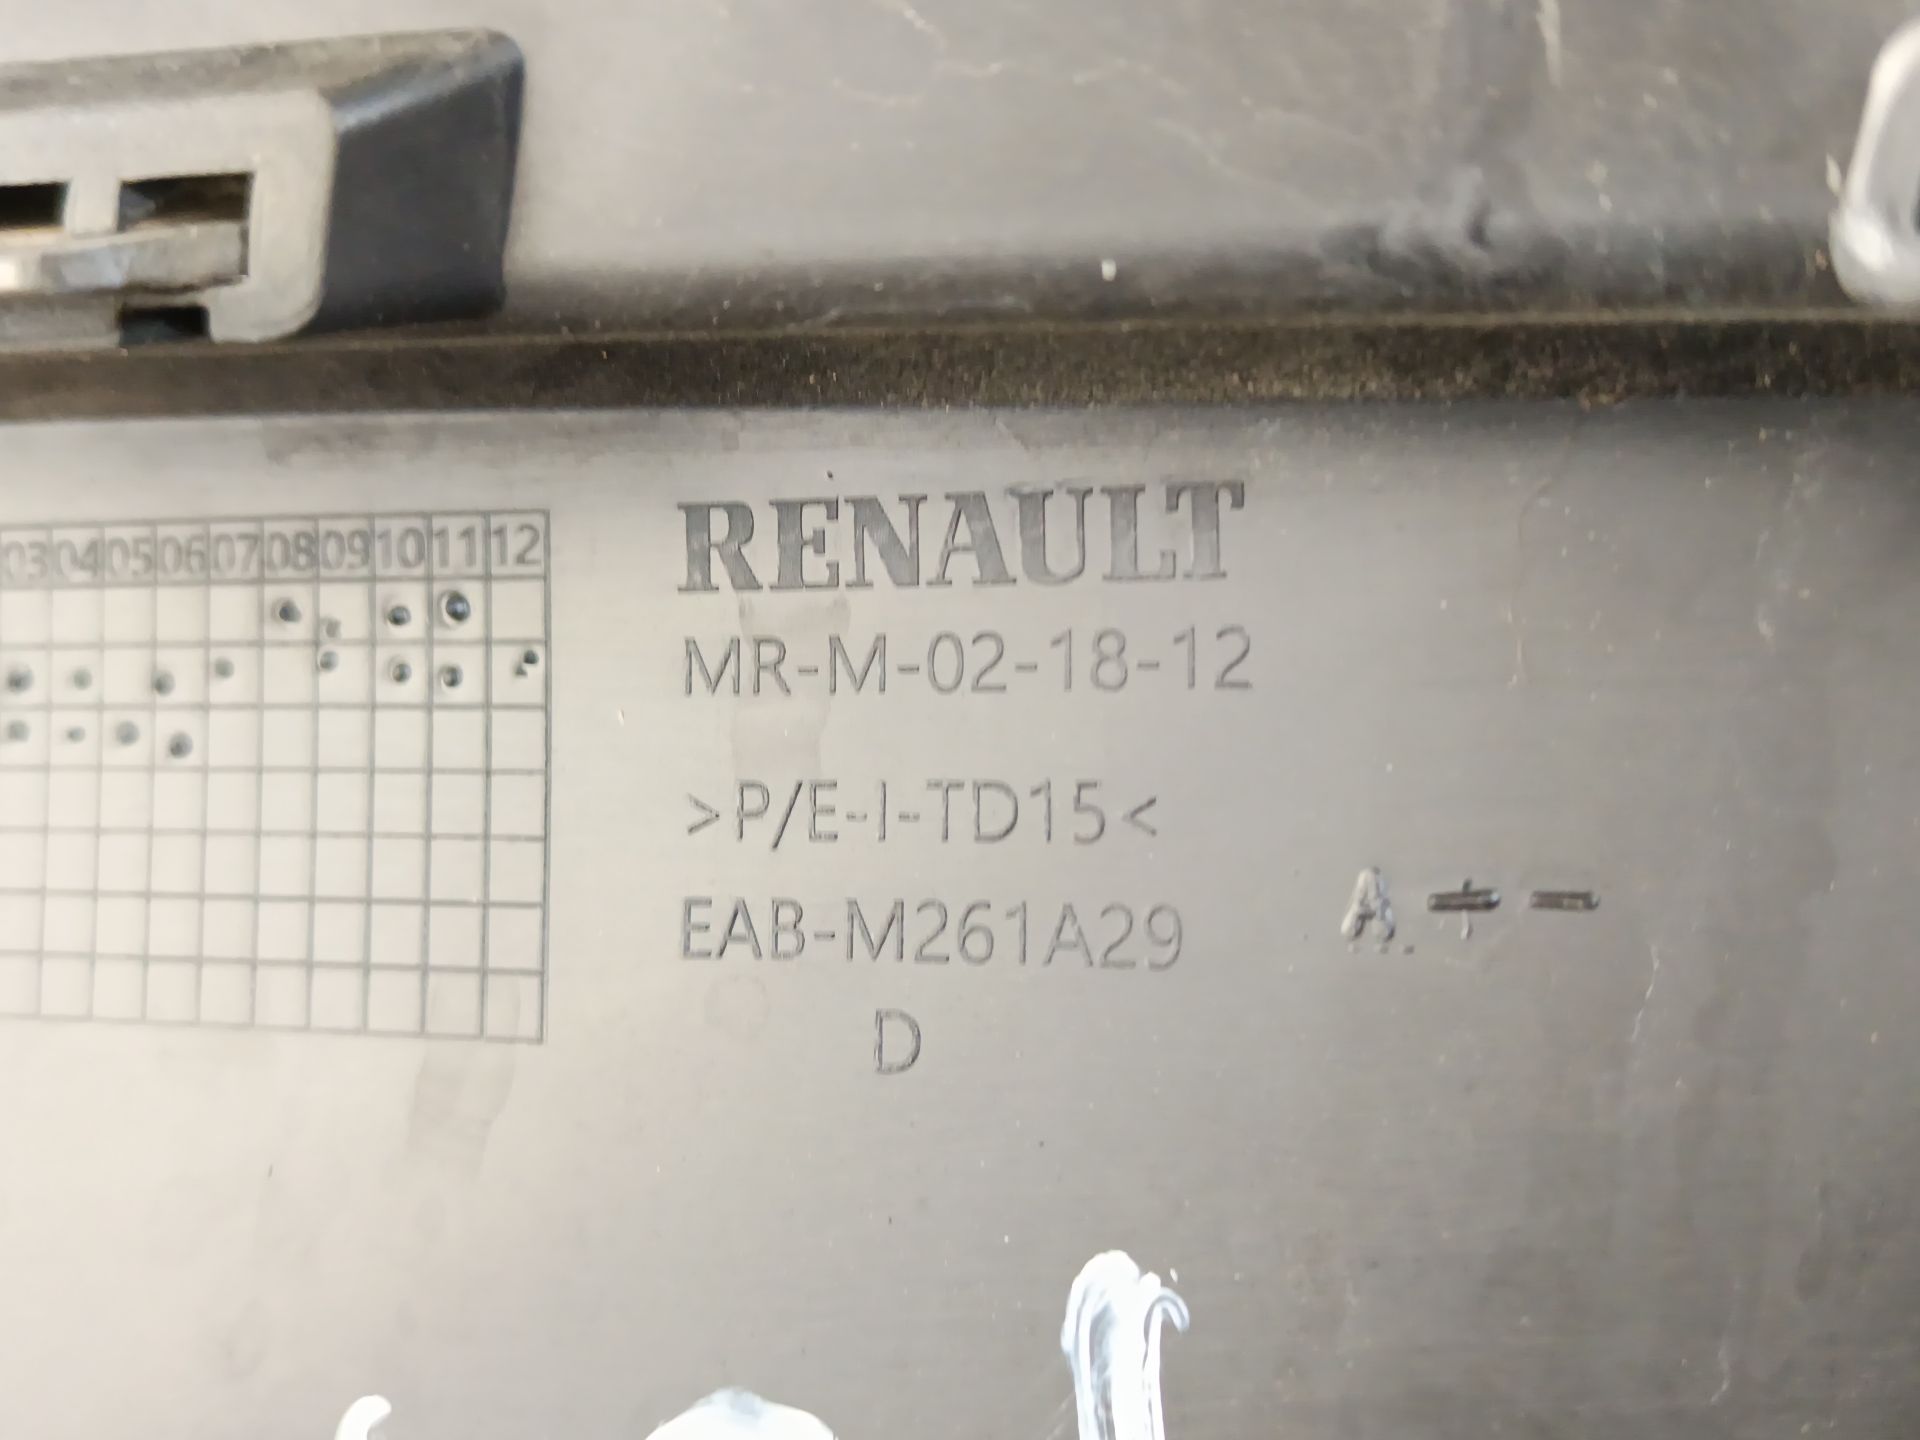 RENAULT
03 04 05 06 07 08 09 10 11 12
MR-M-02-18-12
>P/E-I-TD15<
EAB-M261A29
A + -
D